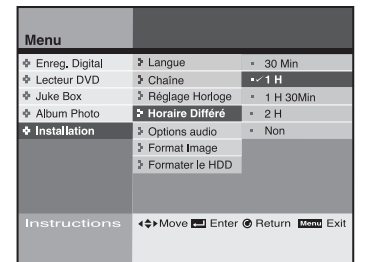 Menu
Enreg. Digital
Lecteur DVD
Juke Box
Album Photo
Installation
Langue
Chaîne
Réglage Horloge
Horaire Différé
Options audio
Format Image
Formater le HDD
30 Min
1 H
1 H 30Min
2 H
Non
Instructions
Move Enter Return Menu Exit